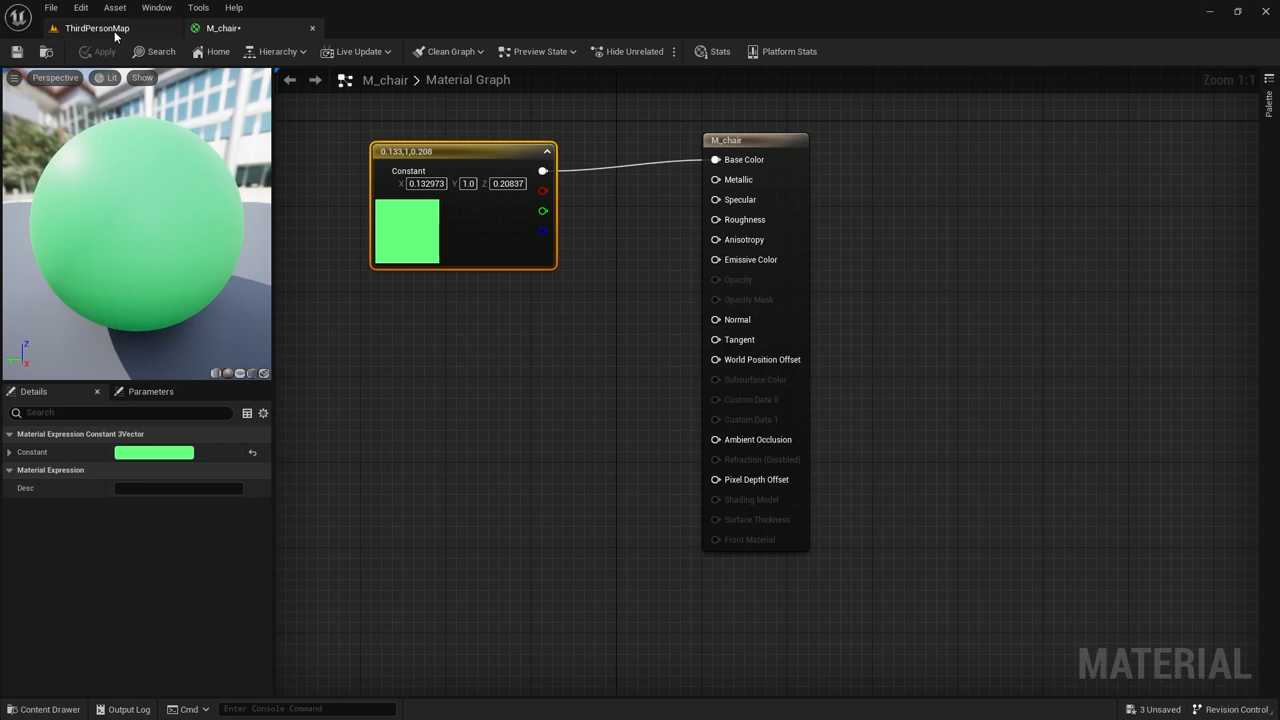 File Edit Asset Window Tools Help
ThirdPersonMap M_chair•
Apply Search Home Hierarchy Live Update Clean Graph Preview State Hide Unrelated Stats Platform Stats
Perspective Lit Show
M_chair > Material Graph
Zoom 1:1
Palette
0.133,1,0.208
Constant
X 0.132973 Y 1.0 Z 0.20837
M_chair
Base Color
Metallic
Specular
Roughness
Anisotropy
Emissive Color
Opacity
Opacity Mask
Normal
Tangent
World Position Offset
Subsurface Color
Custom Data 0
Custom Data 1
Ambient Occlusion
Refraction (Disabled)
Pixel Depth Offset
Shading Model
Surface Thickness
Front Material
Z
X
Details Parameters
Search
Material Expression Constant 3Vector
Constant
Material Expression
Desc
MATERIAL
Content Drawer Output Log Cmd Enter Console Command 3 Unsaved Revision Control